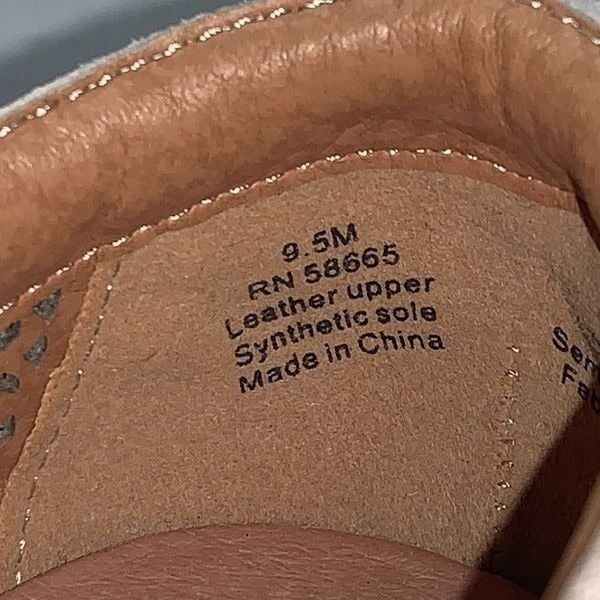 9.5M
RN 58665
Leather upper
Synthetic sole
Made in China